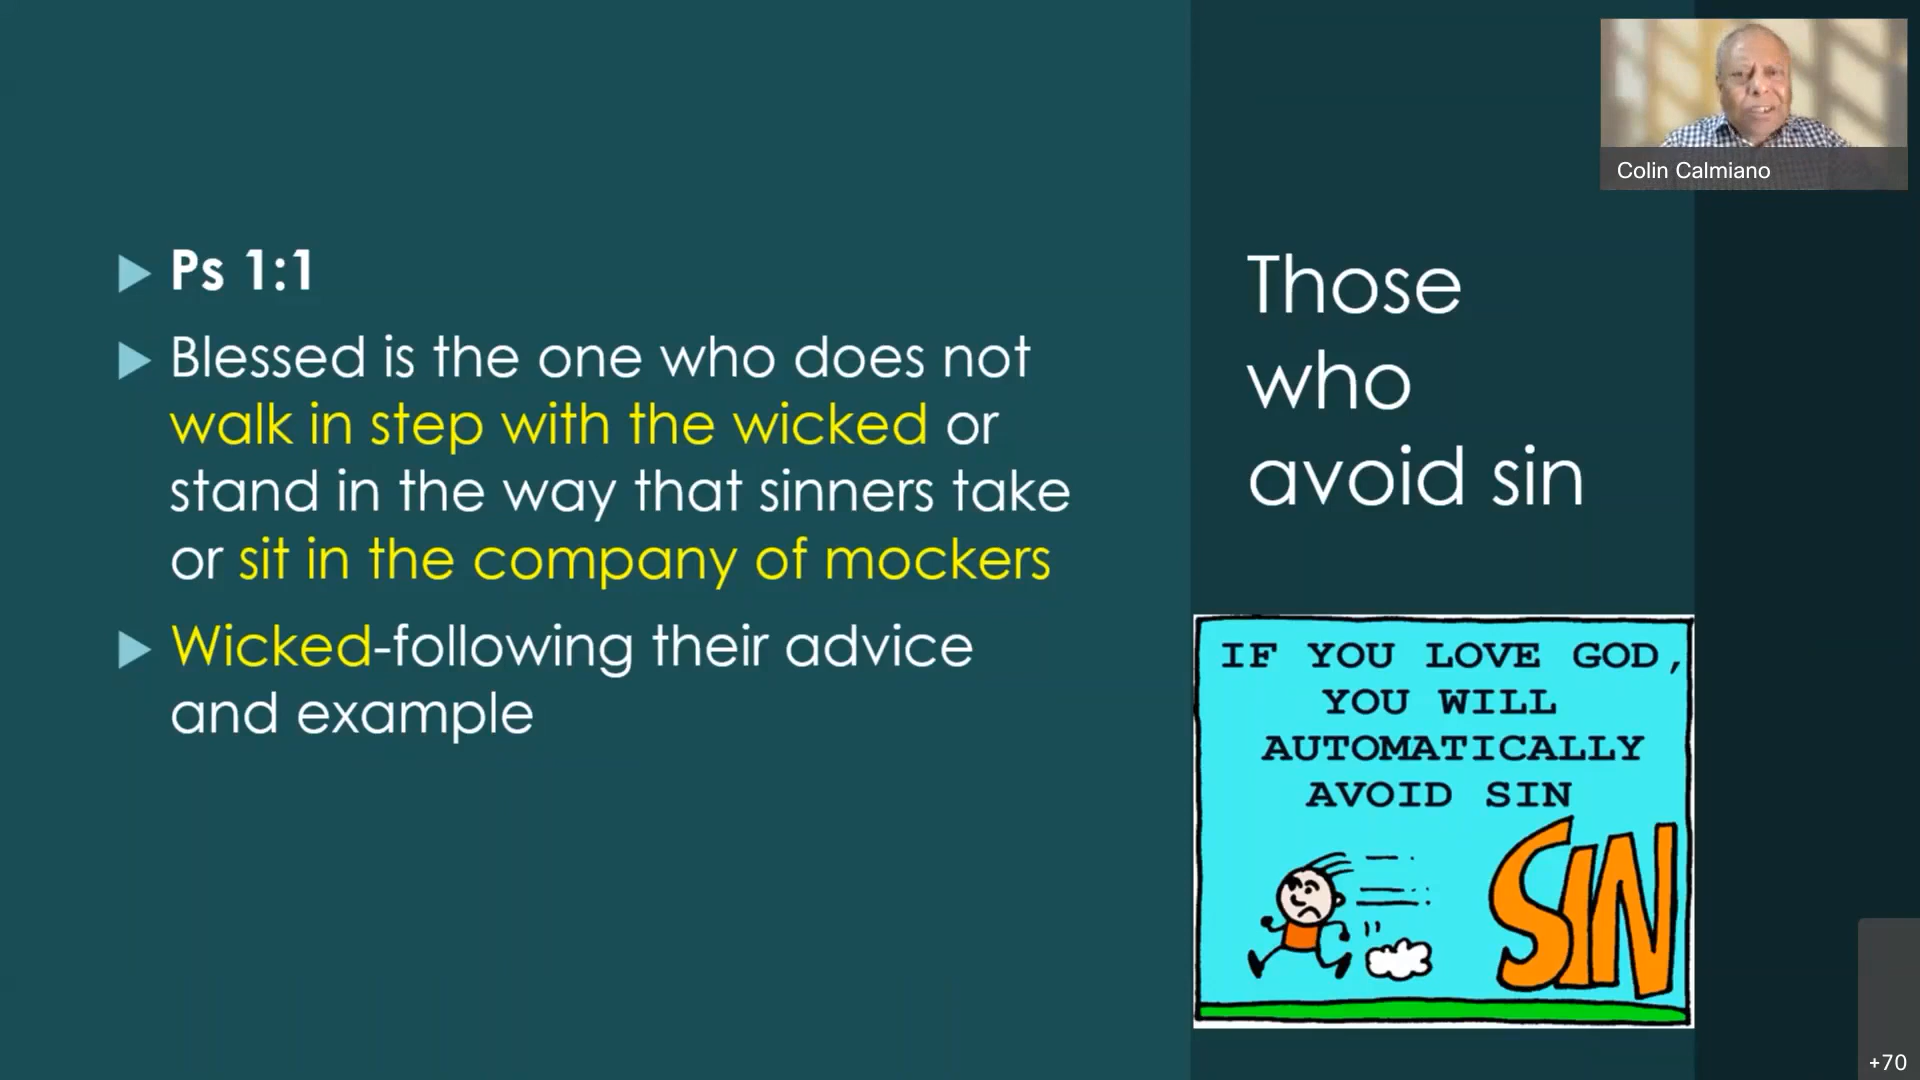 Ps 1:1
Blessed is the one who does not
walk in step with the wicked or
stand in the way that sinners take
or sit in the company of mockers
Wicked-following their advice
and example
Those
who
avoid sin
IF YOU LOVE GOD,
YOU WILL
AUTOMATICALLY
AVOID SIN
SIN
Colin Calmiano
+70